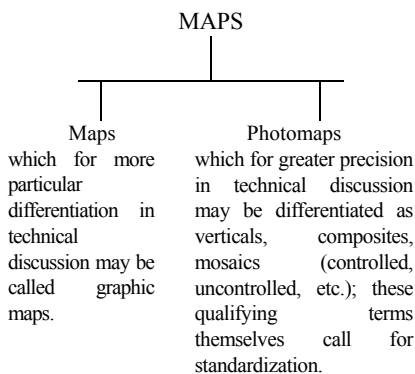 MAPS
Maps
which for more
particular
differentiation in
technical
discussion may be
called graphic
maps.
Photomaps
which for greater precision
in technical discussion
may be differentiated as
verticals, composites,
mosaics (controlled,
uncontrolled, etc.); these
qualifying terms
themselves call for
standardization.